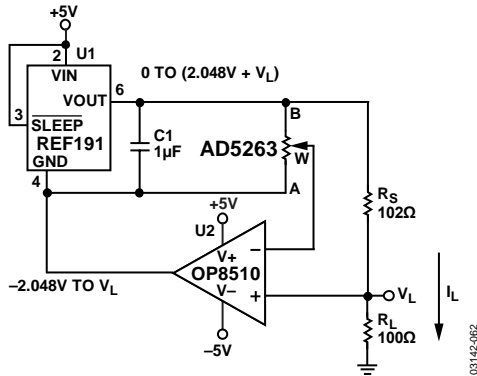 +5V
U1
2
VIN
6
VOUT
0 TO (2.048V + VL)
3
SLEEP
REF191
GND
4
C1
1µF
B
AD5263
W
A
RS
102Ω
+5V
U2
V+
−
OP8510
+
V−
−2.048V TO VL
−5V
VL
IL
RL
100Ω
03142-062